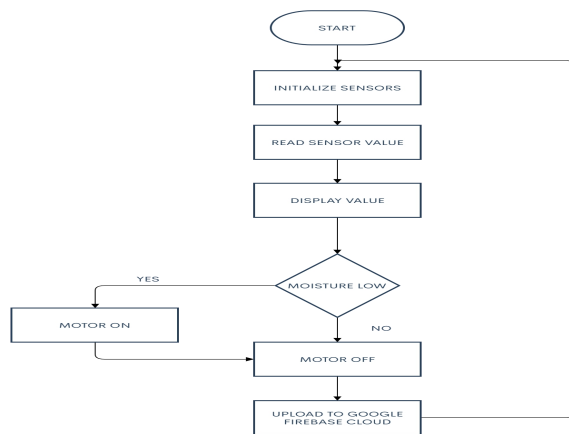 START
INITIALIZE SENSORS
READ SENSOR VALUE
DISPLAY VALUE
MOISTURE LOW
YES
NO
MOTOR ON
MOTOR OFF
UPLOAD TO GOOGLE
FIREBASE CLOUD